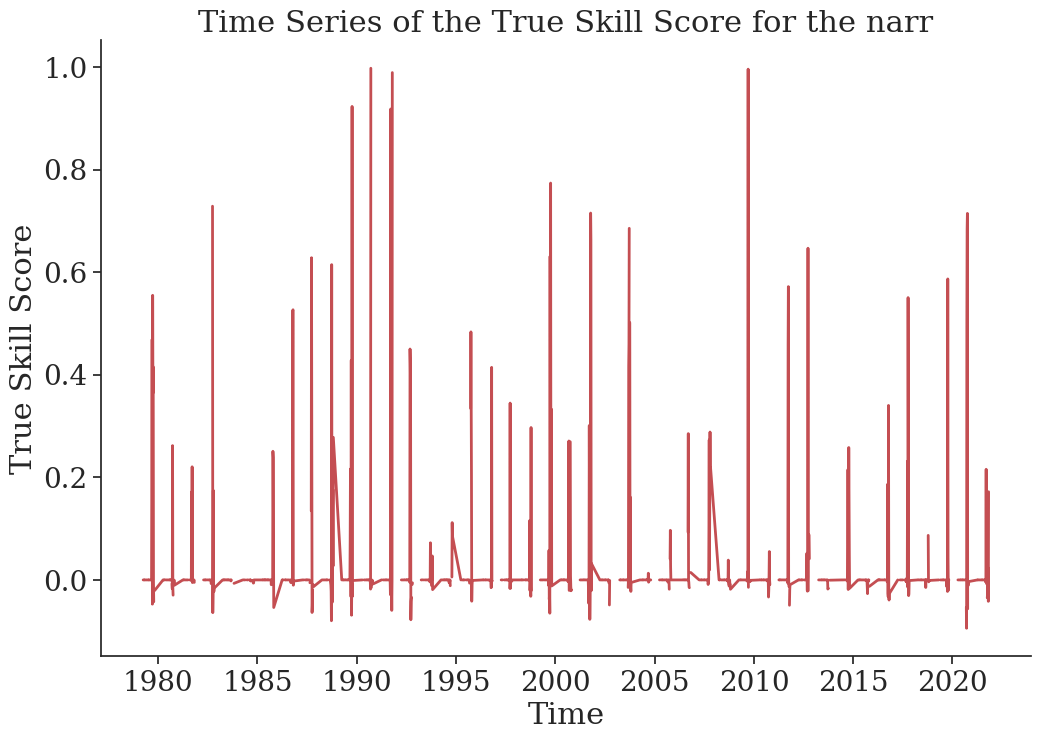 Time Series of the True Skill Score for the narr
True Skill Score
1.0
0.8
0.6
0.4
0.2
0.0
1980 1985 1990 1995 2000 2005 2010 2015 2020
Time